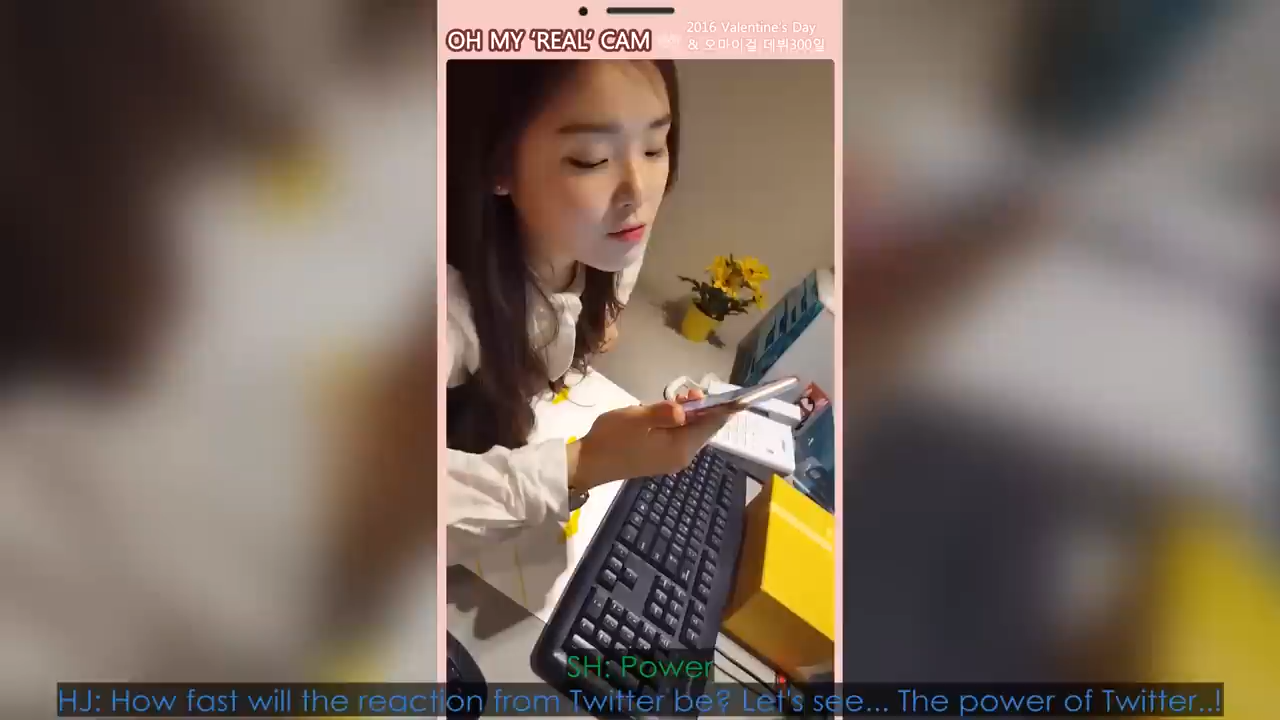 OH MY ‘REAL’ CAM
2016 Valentine's Day
& 오마이걸 데뷔300일
SH: Power
HJ: How fast will the reaction from Twitter be? Let's see... The power of Twitter..!